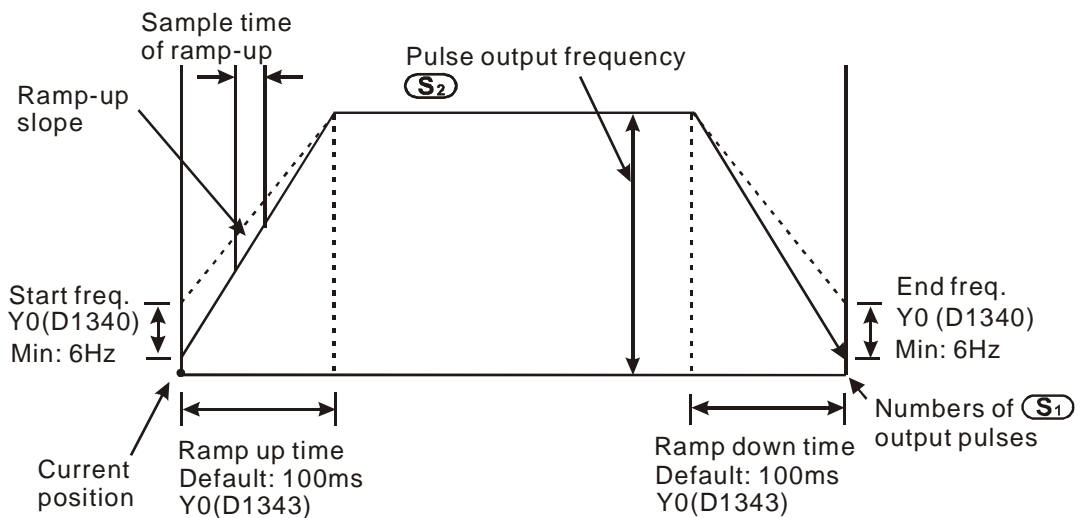 Sample time
of ramp-up
Pulse output frequency
S2
Ramp-up
slope
Start freq.
Y0(D1340)
Min: 6Hz
End freq.
Y0 (D1340)
Min: 6Hz
Current
position
Ramp up time
Default: 100ms
Y0(D1343)
Ramp down time
Default: 100ms
Y0(D1343)
Numbers of S1
output pulses